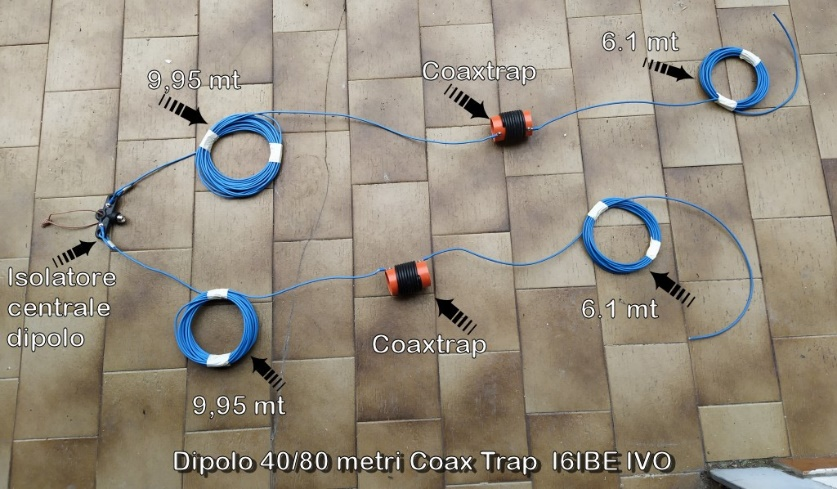 6.1 mt
Coaxtrap
9,95 mt
Isolatore
centrale
dipolo
6.1 mt
Coaxtrap
9,95 mt
Dipolo 40/80 metri Coax Trap I6IBE IVO